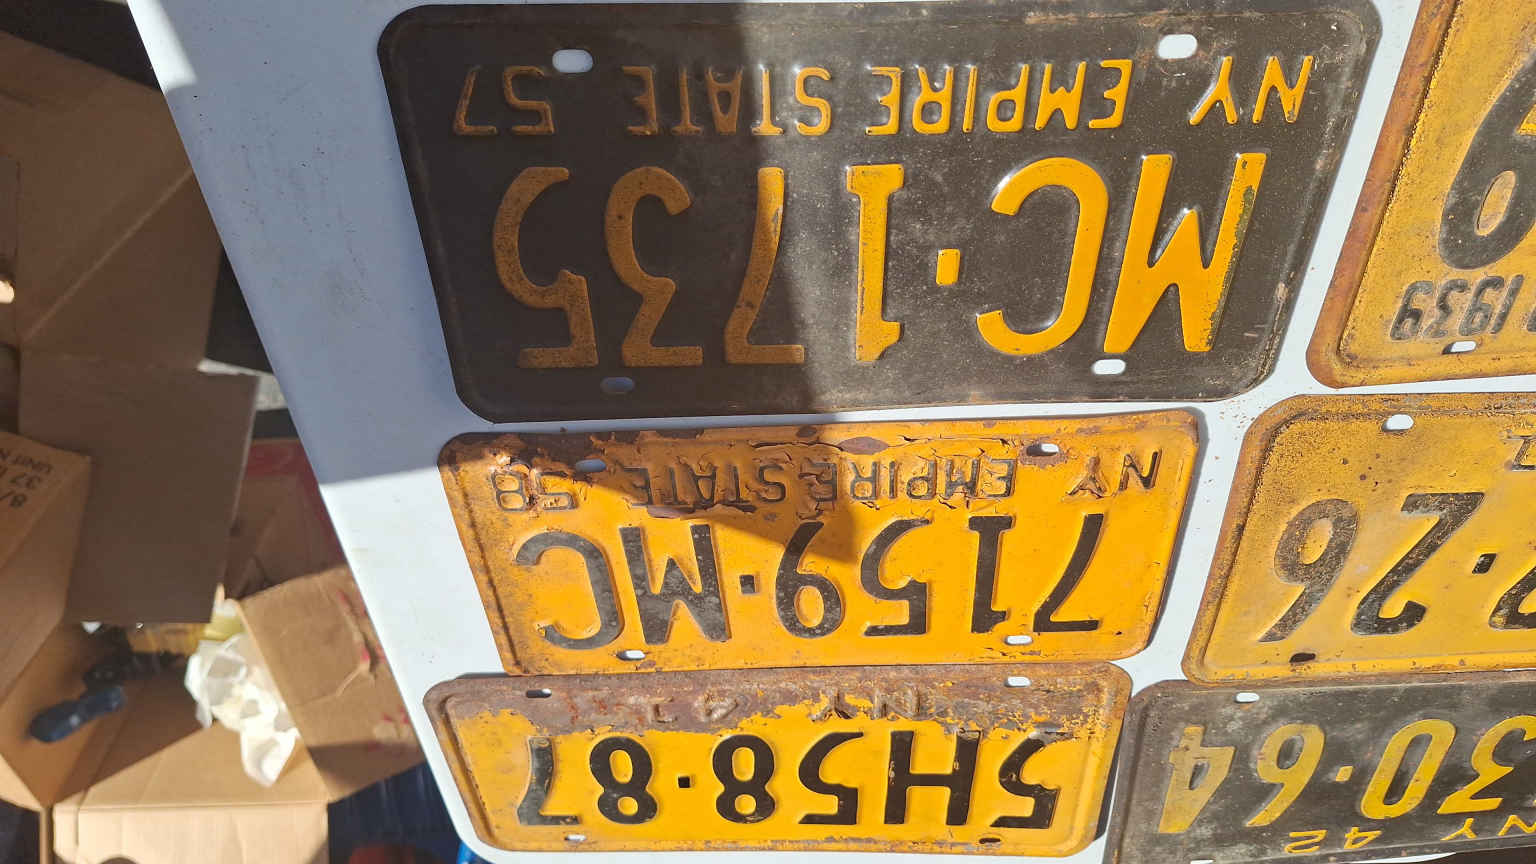 NY 42
30·64
5H58·87
NY 41
26
7159·MC
NY EMPIRE STATE 58
1939
9
MC·1735
NY EMPIRE STATE 57